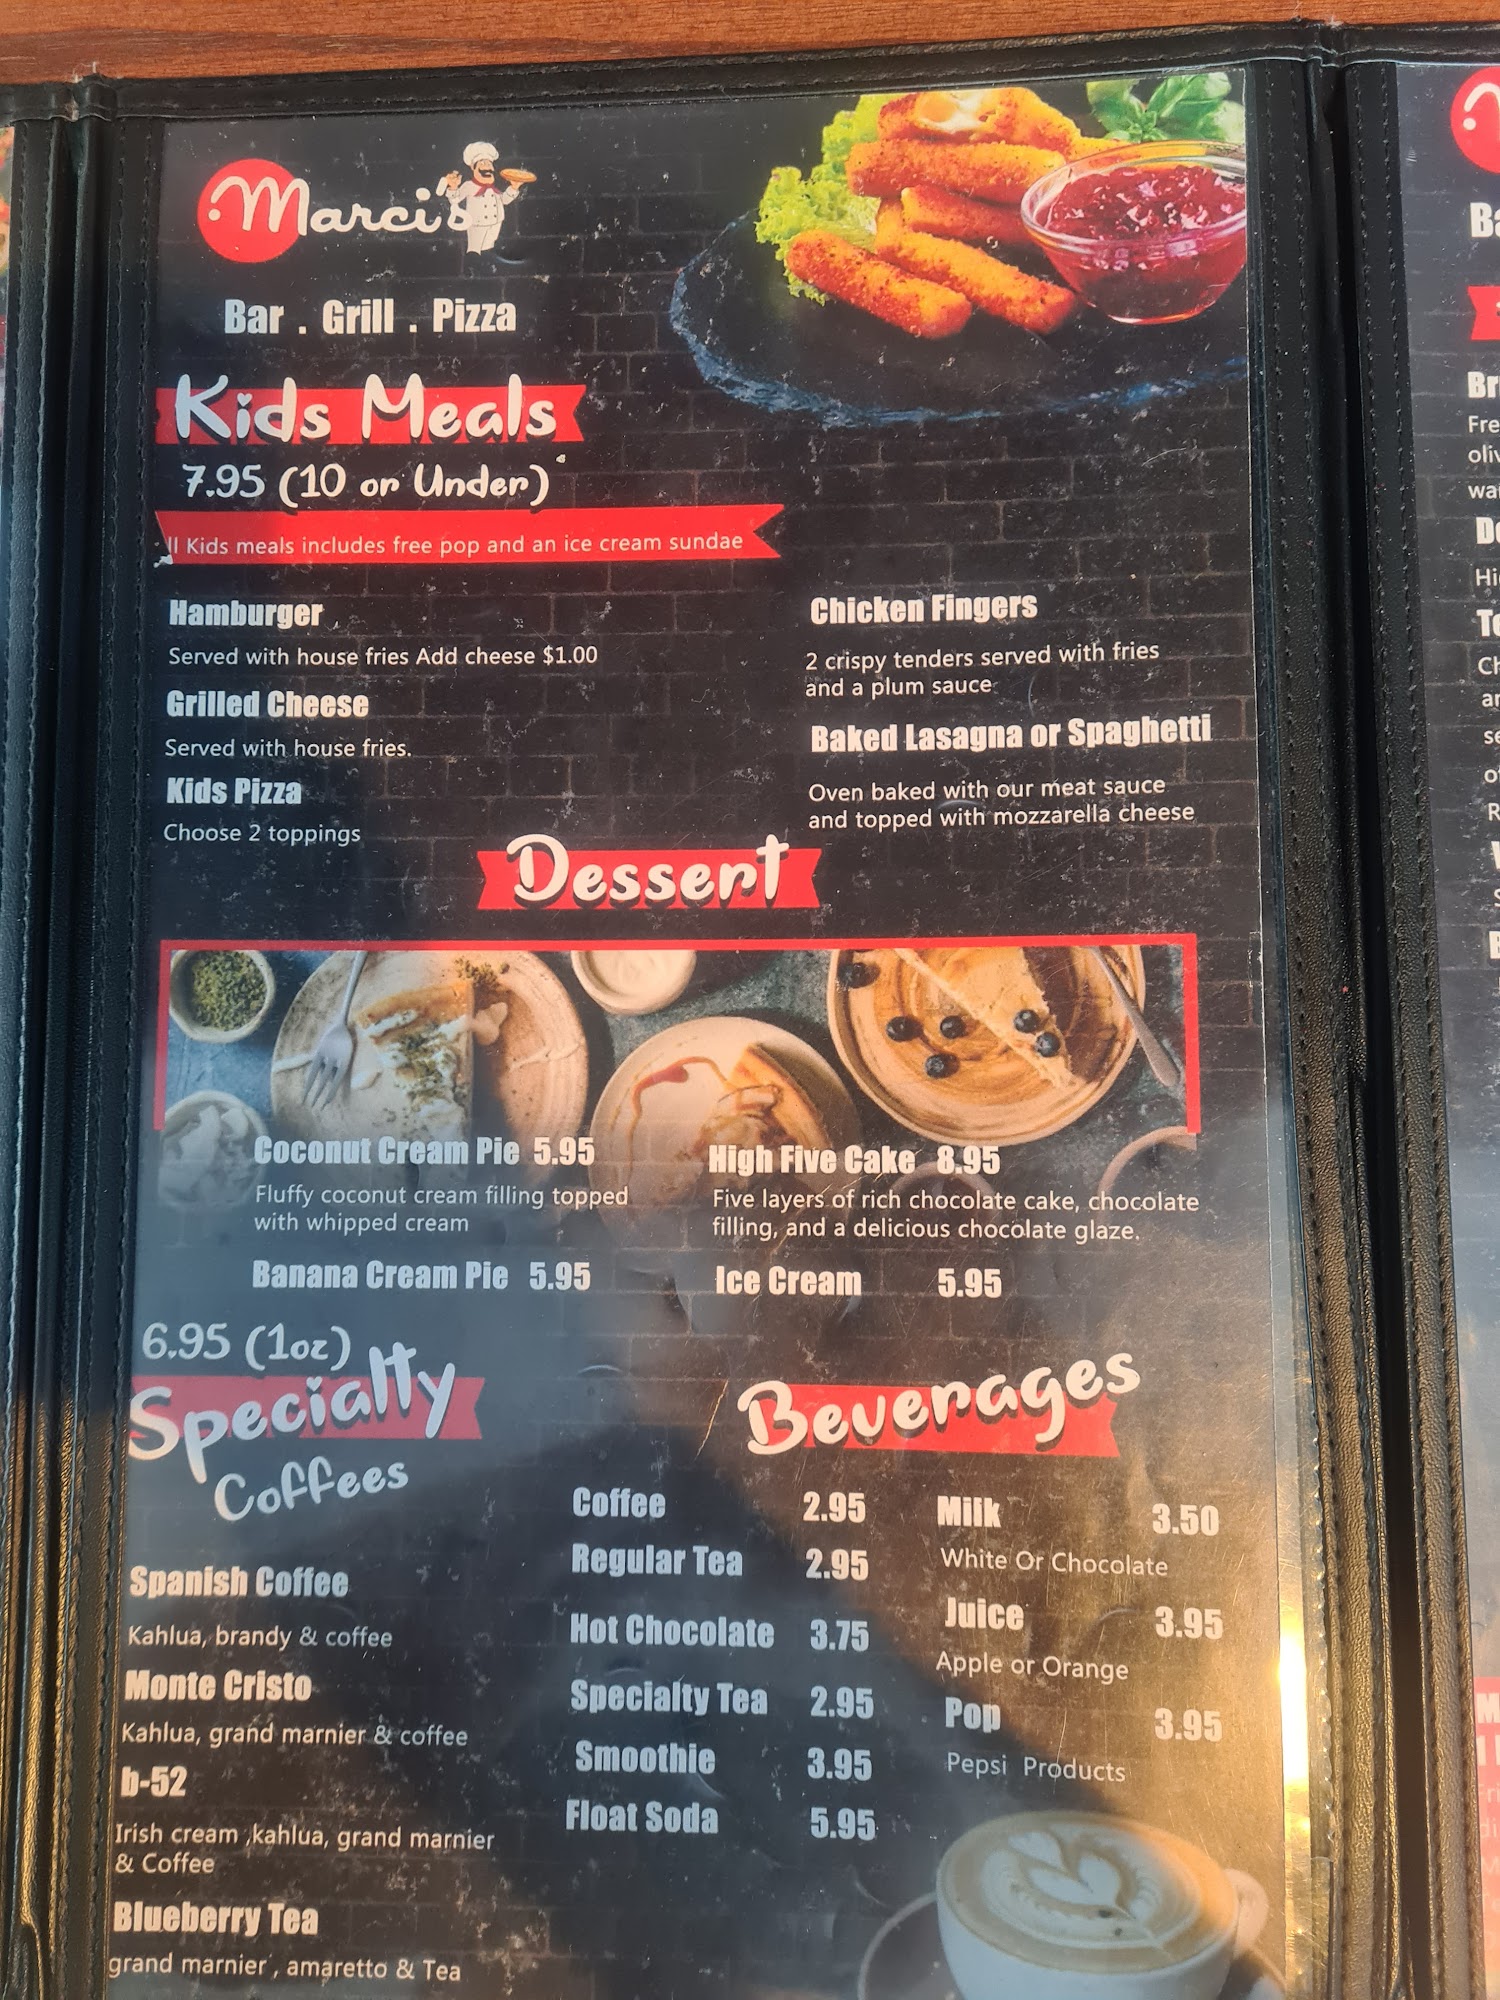 Marci's
Bar . Grill . Pizza
Kids Meals
7.95 (10 or Under)
ll Kids meals includes free pop and an ice cream sundae
Hamburger
Served with house fries Add cheese $1.00
Grilled Cheese
Served with house fries.
Kids Pizza
Choose 2 toppings
Chicken Fingers
2 crispy tenders served with fries
and a plum sauce
Baked Lasagna or Spaghetti
Oven baked with our meat sauce
and topped with mozzarella cheese
Dessert
Coconut Cream Pie 5.95
Fluffy coconut cream filling topped
with whipped cream
Banana Cream Pie 5.95
High Five Cake 8.95
Five layers of rich chocolate cake, chocolate
filling, and a delicious chocolate glaze.
Ice Cream 5.95
6.95 (1oz)
Specialty
Coffees
Spanish Coffee
Kahlua, brandy & coffee
Monte Cristo
Kahlua, grand marnier & coffee
b-52
Irish cream ,kahlua, grand marnier
& Coffee
Blueberry Tea
grand marnier , amaretto & Tea
Beverages
Coffee 2.95
Regular Tea 2.95
Hot Chocolate 3.75
Specialty Tea 2.95
Smoothie 3.95
Float Soda 5.95
Milk 3.50
White Or Chocolate
Juice 3.95
Apple or Orange
Pop 3.95
Pepsi Products